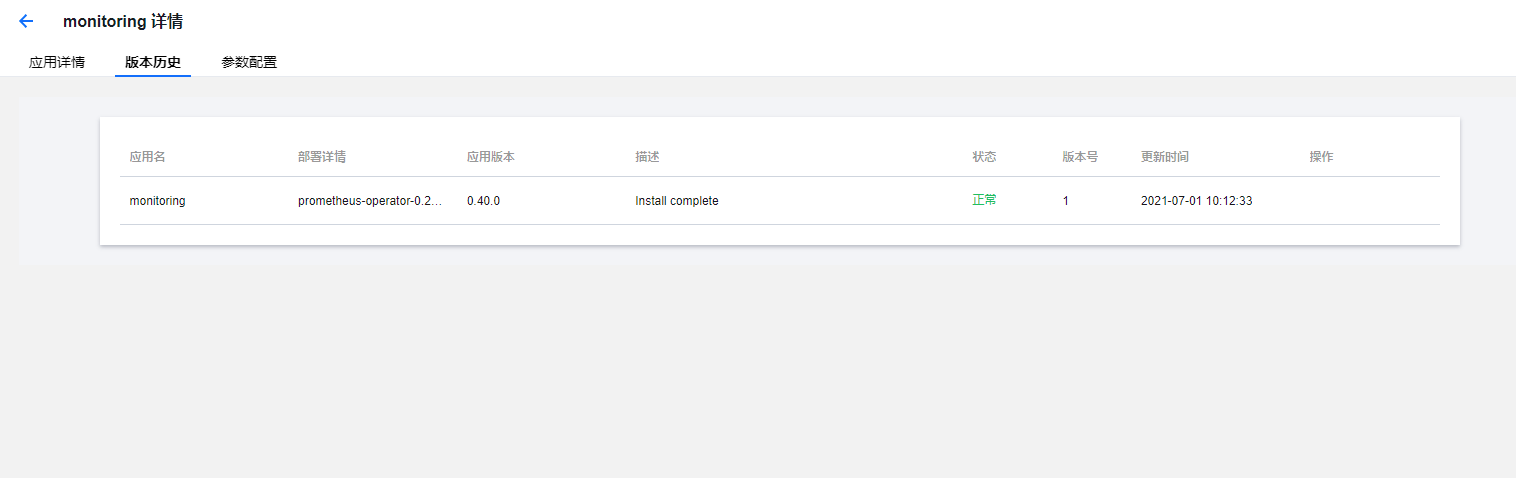 monitoring 详情
应用详情 版本历史 参数配置
应用名 部署详情 应用版本 描述 状态 版本号 更新时间 操作
monitoring prometheus-operator-0.2... 0.40.0 Install complete 正常 1 2021-07-01 10:12:33